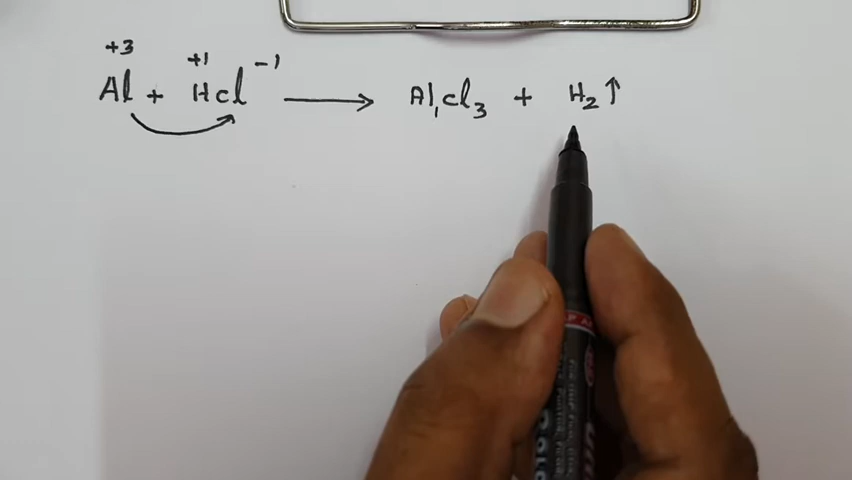 +3 +1 -1
Al + Hcl ⟶ Al₁cl₃ + H₂↑